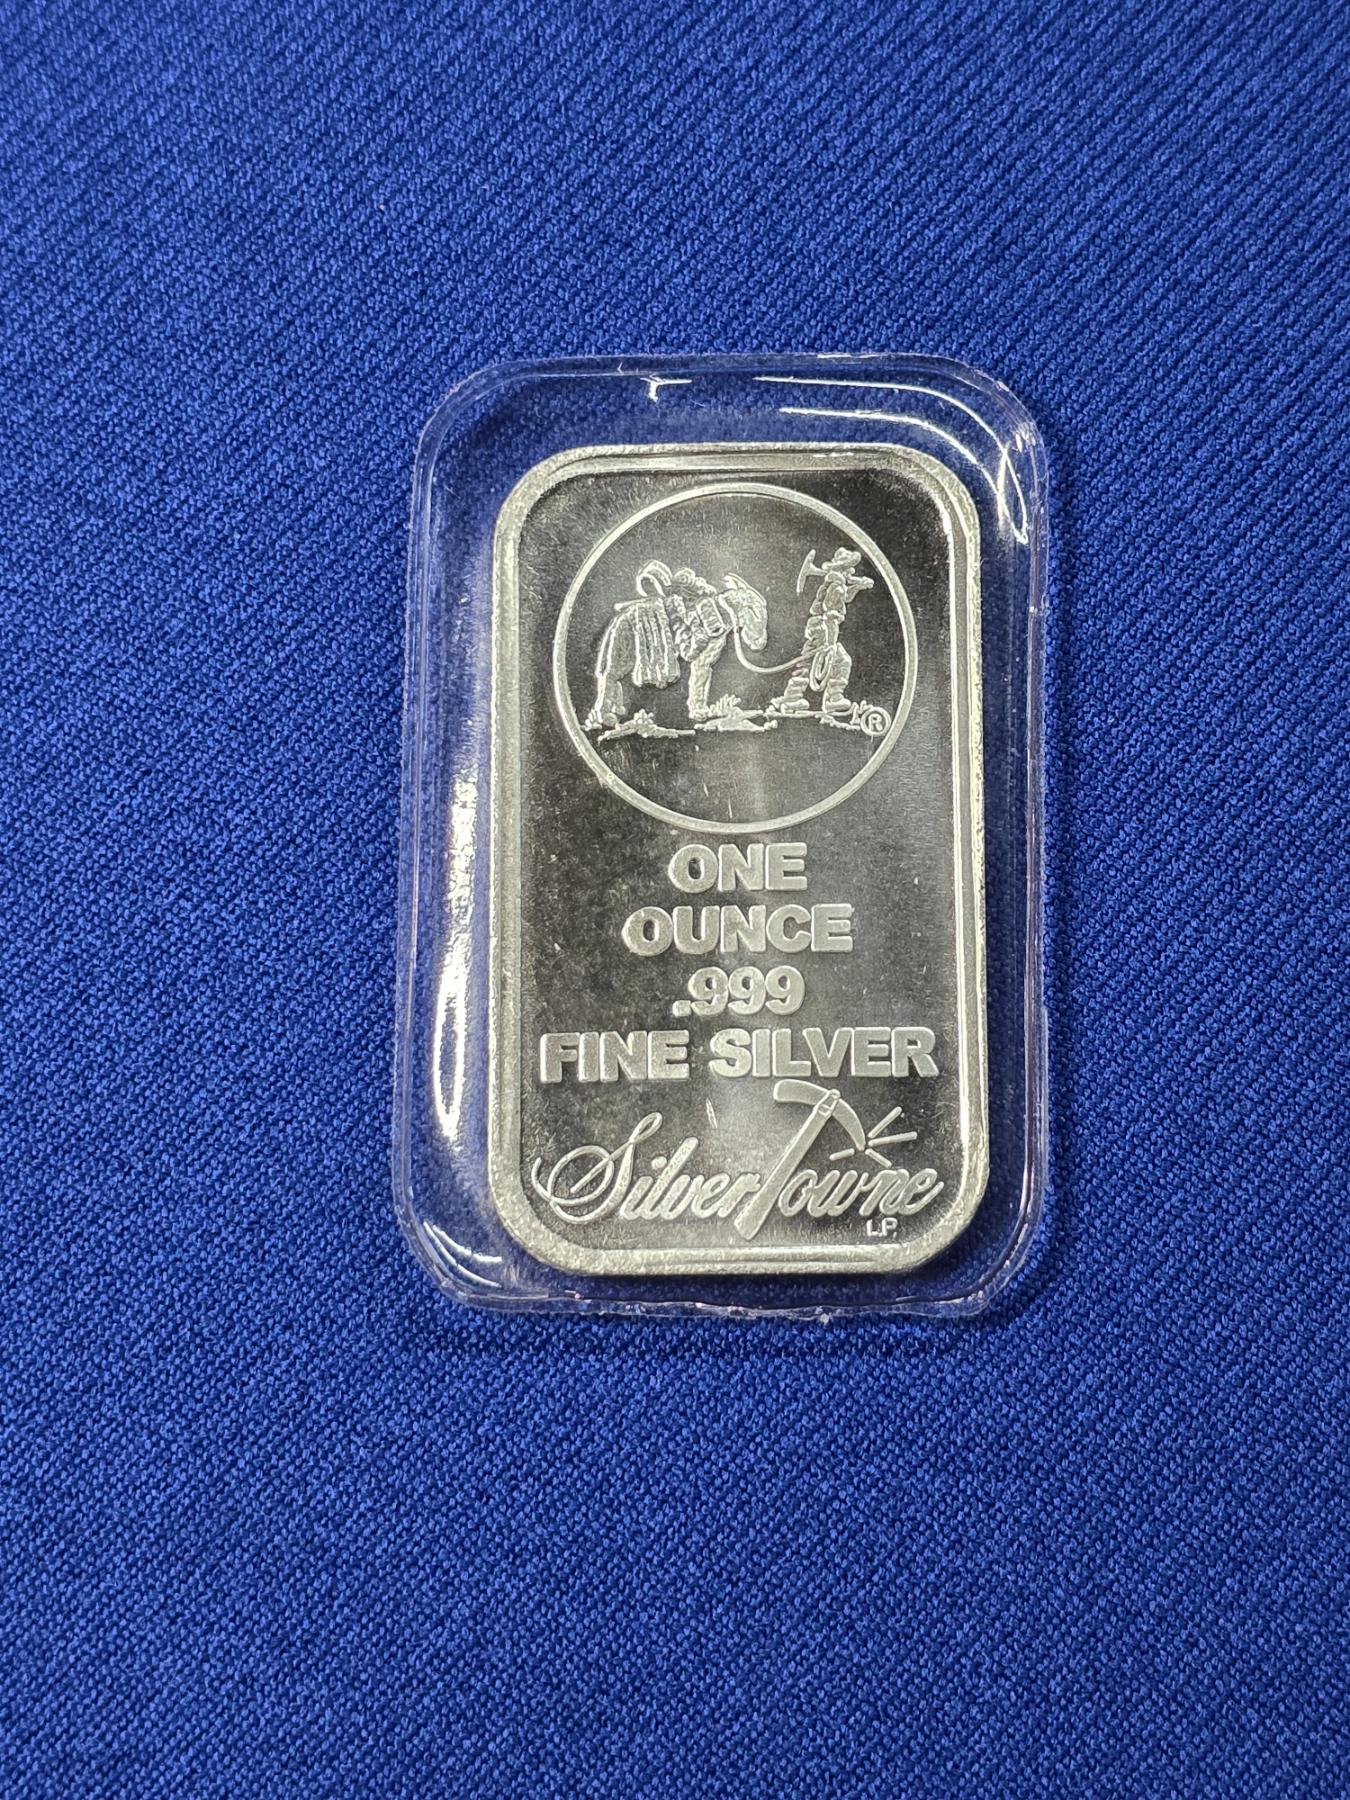 ®
ONE
OUNCE
.999
FINE SILVER
SilverTowne
L.P.